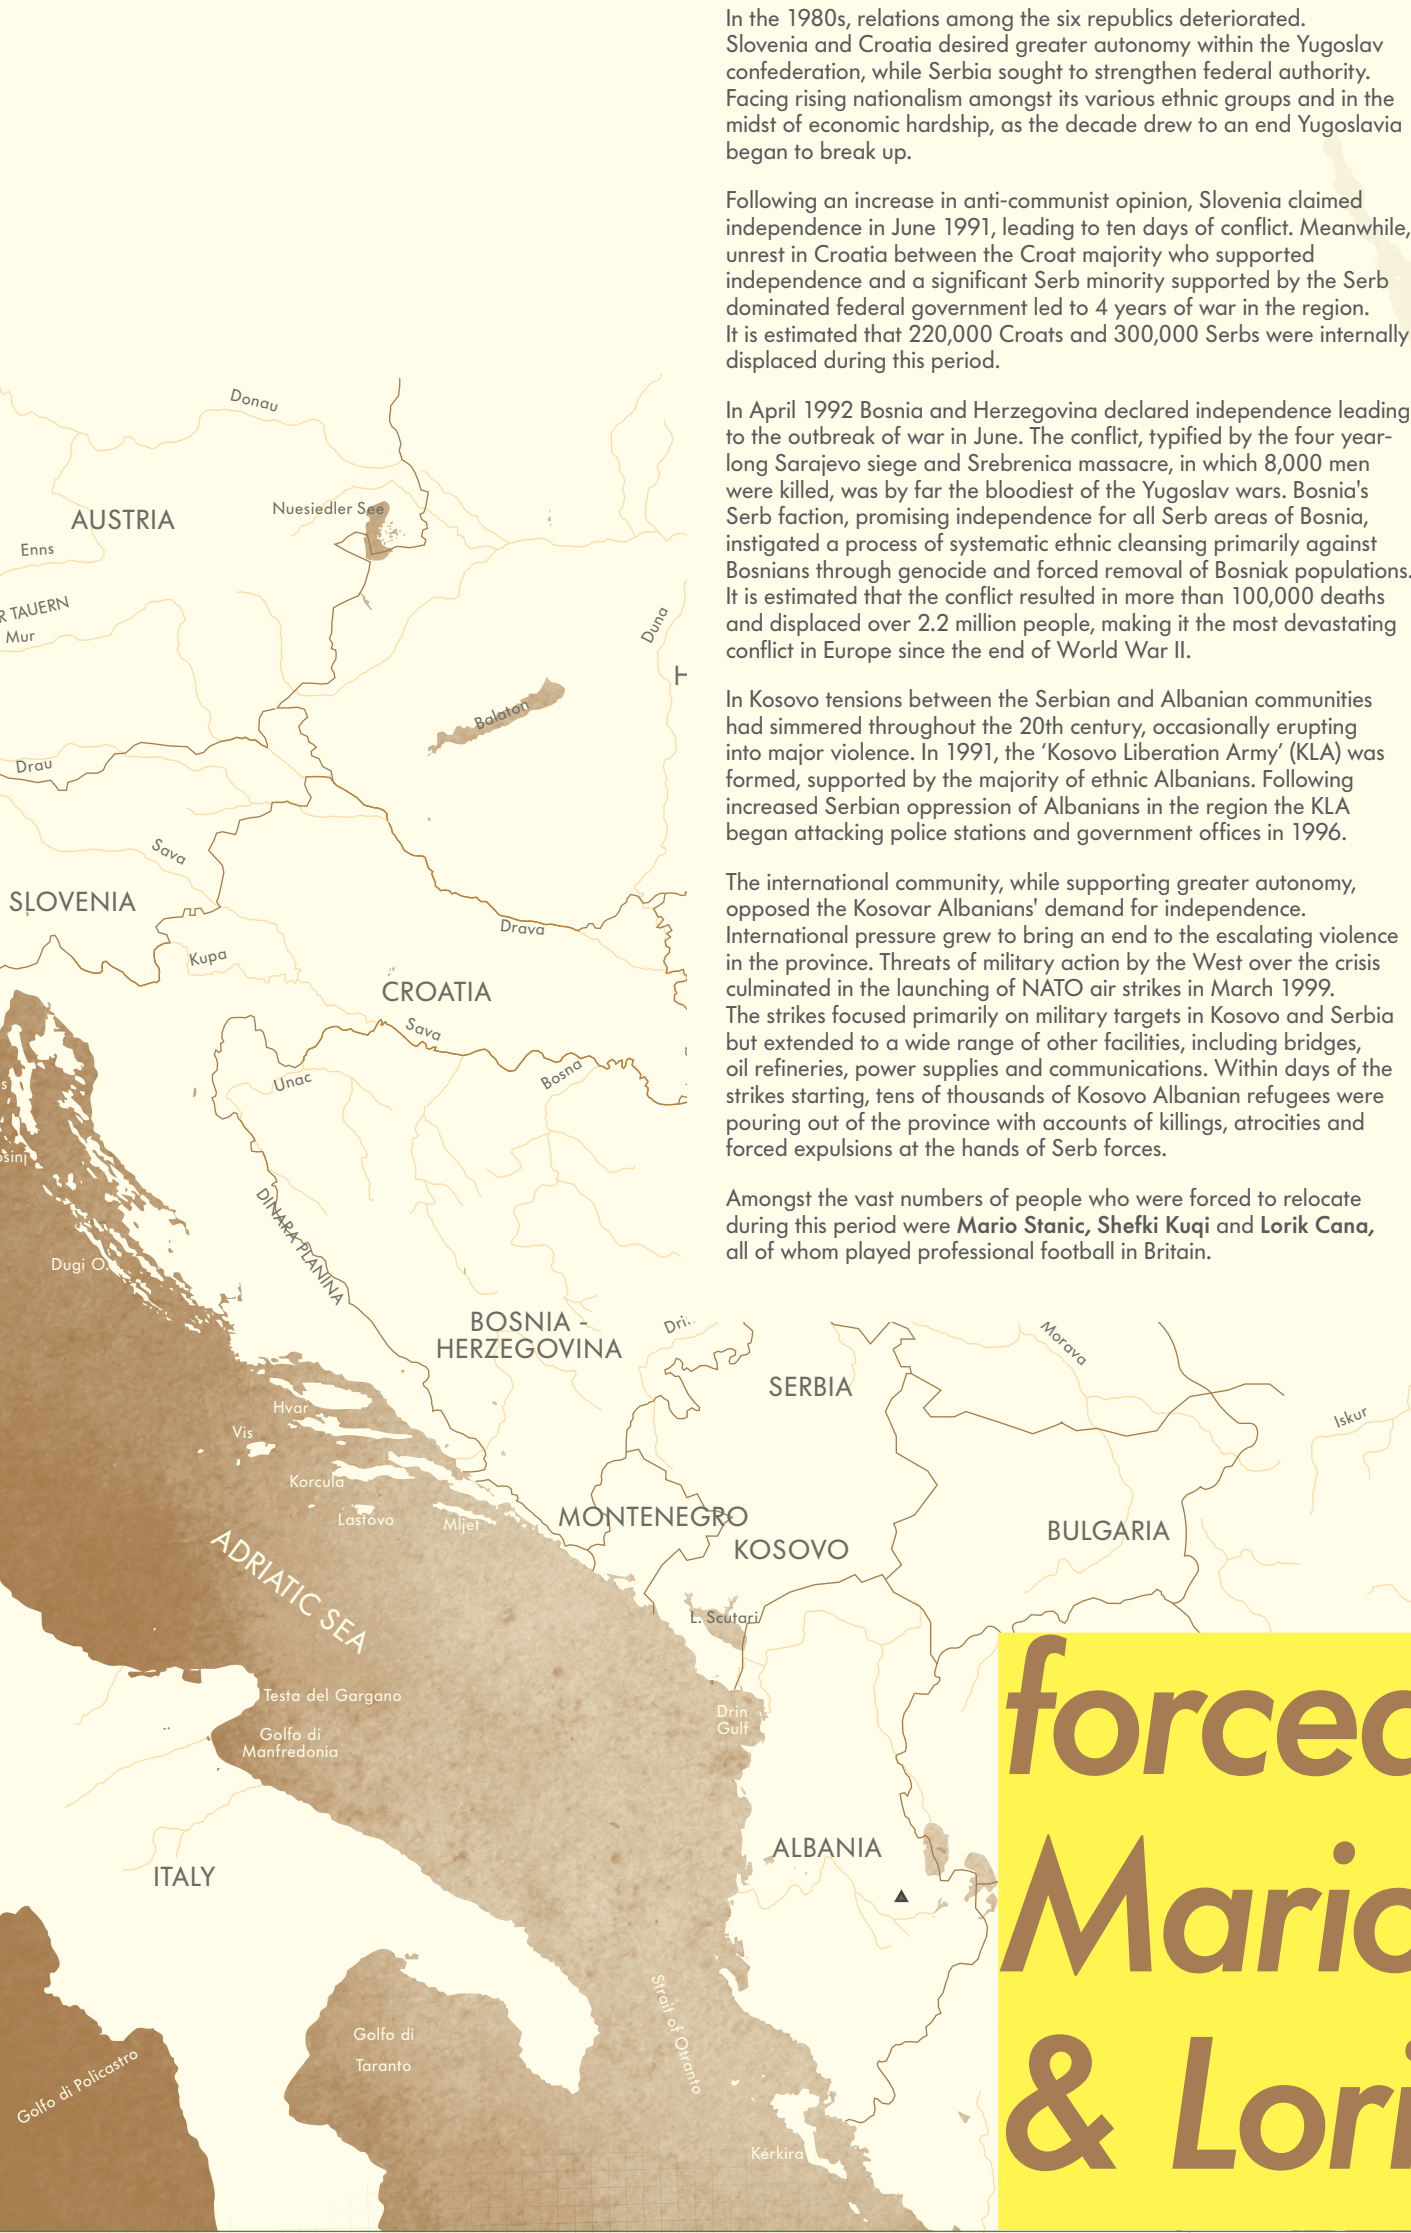 In the 1980s, relations among the six republics deteriorated.
Slovenia and Croatia desired greater autonomy within the Yugoslav
confederation, while Serbia sought to strengthen federal authority.
Facing rising nationalism amongst its various ethnic groups and in the
midst of economic hardship, as the decade drew to an end Yugoslavia
began to break up.
Following an increase in anti-communist opinion, Slovenia claimed
independence in June 1991, leading to ten days of conflict. Meanwhile,
unrest in Croatia between the Croat majority who supported
independence and a significant Serb minority supported by the Serb
dominated federal government led to 4 years of war in the region.
It is estimated that 220,000 Croats and 300,000 Serbs were internally
displaced during this period.
In April 1992 Bosnia and Herzegovina declared independence leading
to the outbreak of war in June. The conflict, typified by the four year-
long Sarajevo siege and Srebrenica massacre, in which 8,000 men
were killed, was by far the bloodiest of the Yugoslav wars. Bosnia's
Serb faction, promising independence for all Serb areas of Bosnia,
instigated a process of systematic ethnic cleansing primarily against
Bosnians through genocide and forced removal of Bosniak populations.
It is estimated that the conflict resulted in more than 100,000 deaths
and displaced over 2.2 million people, making it the most devastating
conflict in Europe since the end of World War II.
In Kosovo tensions between the Serbian and Albanian communities
had simmered throughout the 20th century, occasionally erupting
into major violence. In 1991, the ‘Kosovo Liberation Army’ (KLA) was
formed, supported by the majority of ethnic Albanians. Following
increased Serbian oppression of Albanians in the region the KLA
began attacking police stations and government offices in 1996.
The international community, while supporting greater autonomy,
opposed the Kosovar Albanians' demand for independence.
International pressure grew to bring an end to the escalating violence
in the province. Threats of military action by the West over the crisis
culminated in the launching of NATO air strikes in March 1999.
The strikes focused primarily on military targets in Kosovo and Serbia
but extended to a wide range of other facilities, including bridges,
oil refineries, power supplies and communications. Within days of the
strikes starting, tens of thousands of Kosovo Albanian refugees were
pouring out of the province with accounts of killings, atrocities and
forced expulsions at the hands of Serb forces.
Amongst the vast numbers of people who were forced to relocate
during this period were Mario Stanic, Shefki Kuqi and Lorik Cana,
all of whom played professional football in Britain.
Donau
Nuesiedler See
AUSTRIA
Enns
R TAUERN
Mur
Duna
H
Balaton
Drau
Sava
SLOVENIA
Drava
Kupa
CROATIA
Sava
Unac
Bosna
s
osinj
DINARA PLANINA
Dugi O.
BOSNIA -
HERZEGOVINA
Dri
Morava
SERBIA
Hvar
Iskur
Vis
Korcula
Lastovo
Mljet
MONTENEGRO
KOSOVO
BULGARIA
ADRIATIC SEA
L. Scutari
Testa del Gargano
Drin
Gulf
Golfo di
Manfredonia
ALBANIA
ITALY
Strait of Otranto
Golfo di
Taranto
Golfo di Policastro
Kérkira
forced
Mario
& Lori